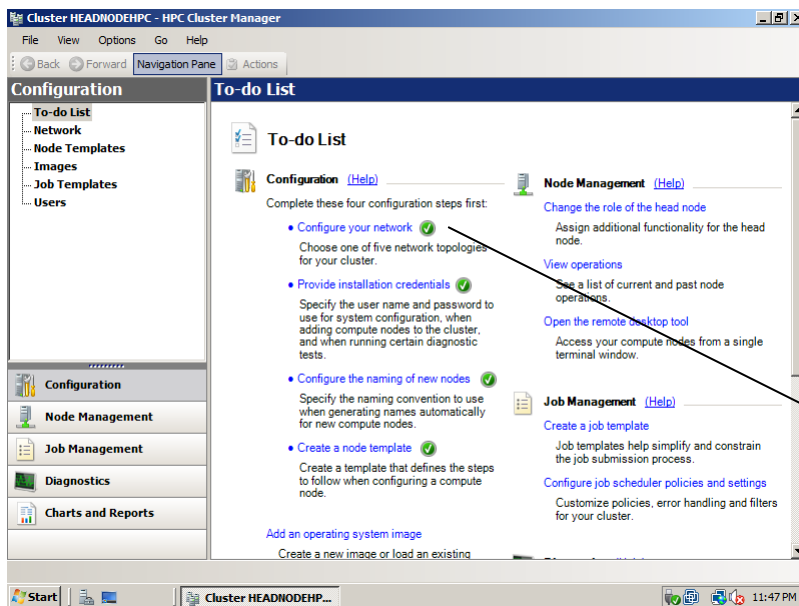 Cluster HEADNODEHPC - HPC Cluster Manager
File View Options Go Help
Back Forward Navigation Pane Actions
Configuration
To-do List
Network
Node Templates
Images
Job Templates
Users
Configuration
Node Management
Job Management
Diagnostics
Charts and Reports
To-do List
To-do List
Configuration (Help)
Complete these four configuration steps first:
• Configure your network
Choose one of five network topologies
for your cluster.
• Provide installation credentials
Specify the user name and password to
use for system configuration, when
adding compute nodes to the cluster,
and when running certain diagnostic
tests.
• Configure the naming of new nodes
Specify the naming convention to use
when generating names automatically
for new compute nodes.
• Create a node template
Create a template that defines the steps
to follow when configuring a compute
node.
Add an operating system image
Create a new image or load an existing
Node Management (Help)
Change the role of the head node
Assign additional functionality for the head
node.
View operations
See a list of current and past node
operations.
Open the remote desktop tool
Access your compute nodes from a single
terminal window.
Job Management (Help)
Create a job template
Job templates help simplify and constrain
the job submission process.
Configure job scheduler policies and settings
Customize policies, error handling and filters
for your cluster.
Start
Cluster HEADNODEHP...
11:47 PM